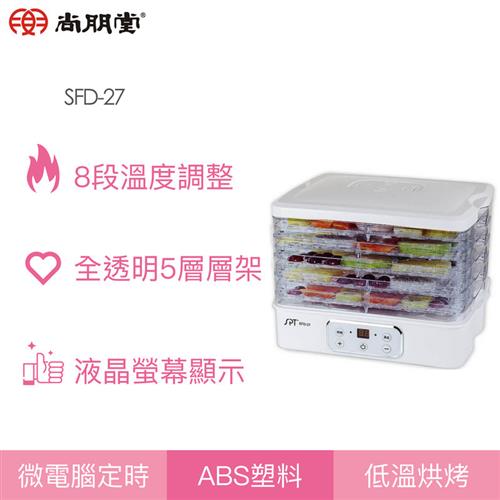 尚朋堂®
SFD-27
8段溫度調整
全透明5層層架
液晶螢幕顯示
SPT SFD-27
微電腦定時
ABS塑料
低溫烘烤